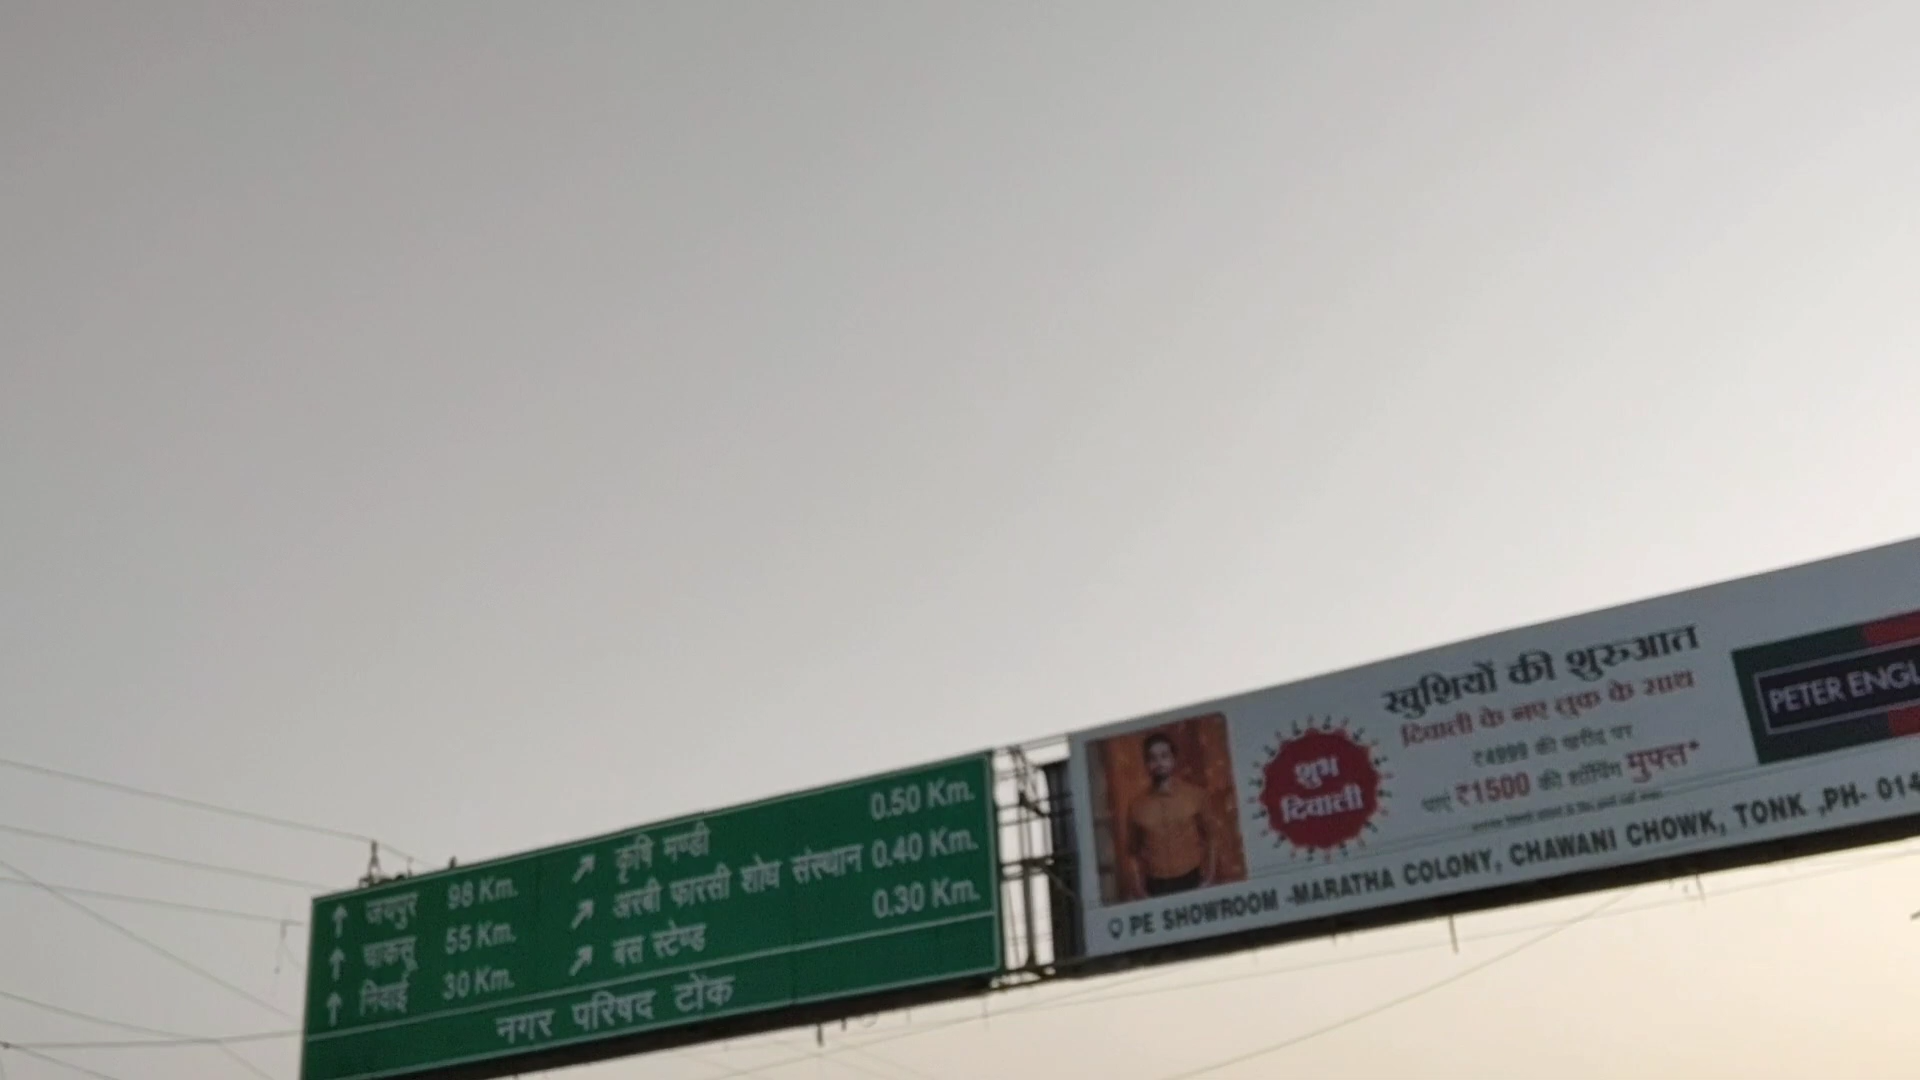 ↑ जयपुर 98 Km.
↑ चाकसू 55 Km.
↑ निवाई 30 Km.
↗ कृषि मण्डी 0.50 Km.
↗ अरबी फारसी शोध संस्थान 0.40 Km.
↗ बस स्टेण्ड 0.30 Km.
नगर परिषद टोंक
शुभ
दिवाली
खुशियों की शुरुआत
दिवाली के नए लुक के साथ
₹4999 की खरीद पर
पाएं ₹1500 की शॉपिंग मुफ्त*
PETER ENGL
PE SHOWROOM -MARATHA COLONY, CHAWANI CHOWK, TONK ,PH- 014